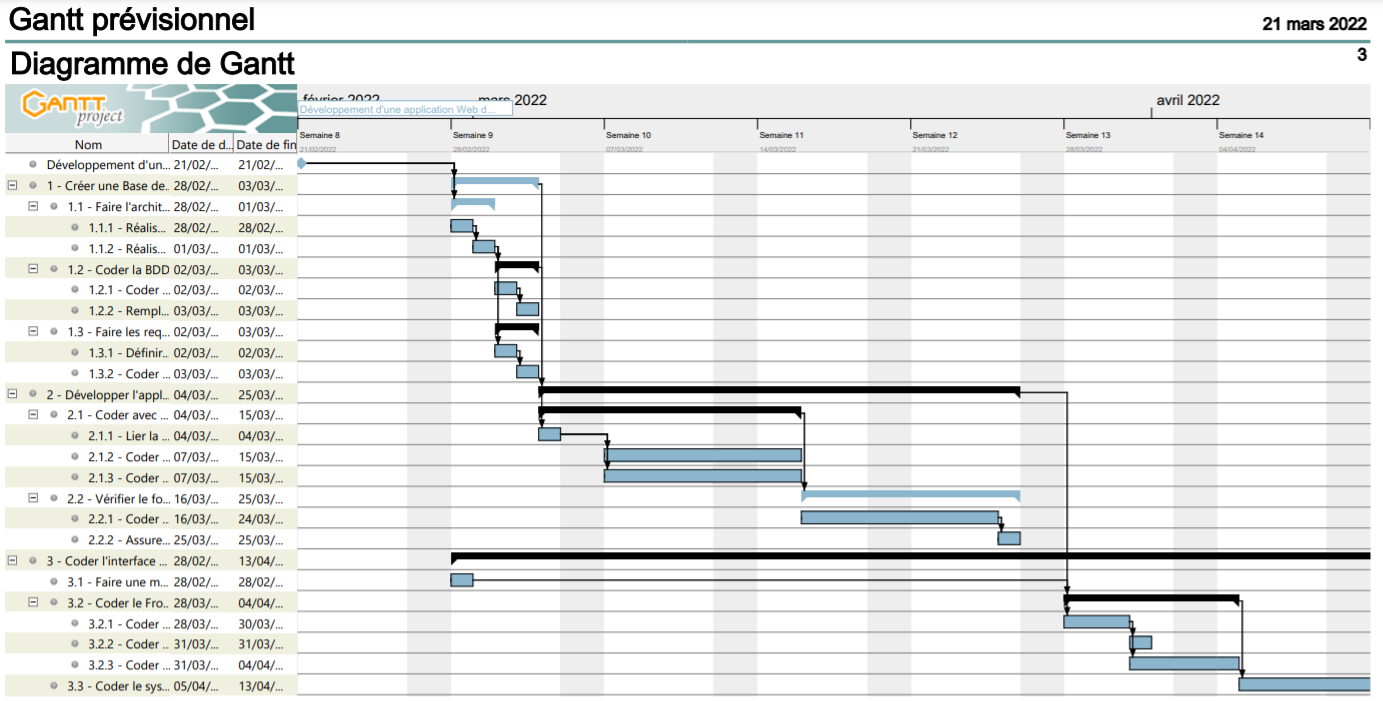 Gantt prévisionnel
21 mars 2022
3
Diagramme de Gantt
GANTT project
février 2022
mars 2022
avril 2022
Développement d'une application Web d...
Semaine 8
Semaine 9
Semaine 10
Semaine 11
Semaine 12
Semaine 13
Semaine 14
21/02/2022
28/02/2022
07/03/2022
14/03/2022
21/03/2022
28/03/2022
04/04/2022
Nom Date de d... Date de fin
Développement d'un... 21/02/... 21/02/...
1 - Créer une Base de.. 28/02/... 03/03/...
1.1 - Faire l'archit... 28/02/... 01/03/...
1.1.1 - Réalis... 28/02/... 28/02/...
1.1.2 - Réalis... 01/03/... 01/03/...
1.2 - Coder la BDD 02/03/... 03/03/...
1.2.1 - Coder ... 02/03/... 02/03/...
1.2.2 - Rempl... 03/03/... 03/03/...
1.3 - Faire les req... 02/03/... 03/03/...
1.3.1 - Définir.. 02/03/... 02/03/...
1.3.2 - Coder ... 03/03/... 03/03/...
2 - Développer l'appl... 04/03/... 25/03/...
2.1 - Coder avec ... 04/03/... 15/03/...
2.1.1 - Lier la ... 04/03/... 04/03/...
2.1.2 - Coder .. 07/03/... 15/03/...
2.1.3 - Coder .. 07/03/... 15/03/...
2.2 - Vérifier le fo... 16/03/... 25/03/...
2.2.1 - Coder .. 16/03/... 24/03/...
2.2.2 - Assure... 25/03/... 25/03/...
3 - Coder l'interface ... 28/02/... 13/04/...
3.1 - Faire une m... 28/02/... 28/02/...
3.2 - Coder le Fro.. 28/03/... 04/04/...
3.2.1 - Coder ... 28/03/... 30/03/...
3.2.2 - Coder .. 31/03/... 31/03/...
3.2.3 - Coder ... 31/03/... 04/04/...
3.3 - Coder le sys... 05/04/... 13/04/...